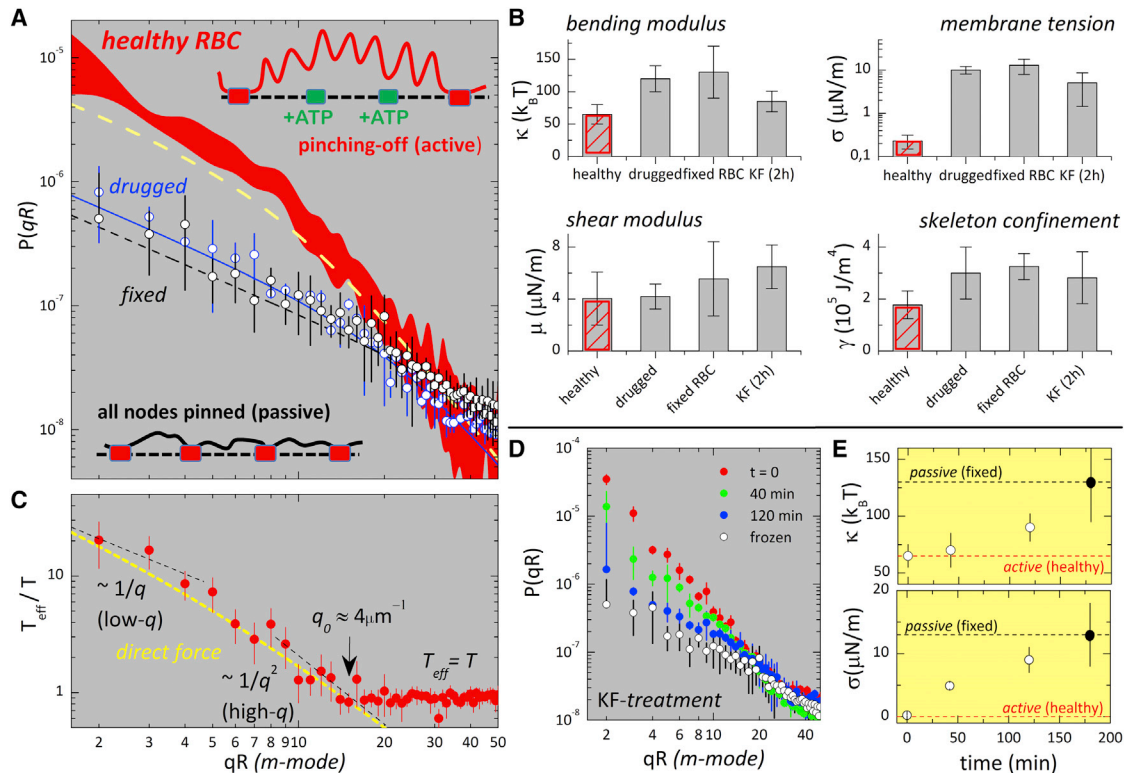 A
healthy RBC
+ATP
+ATP
pinching-off (active)
drugged
fixed
all nodes pinned (passive)
P(qR)
10⁻⁵
10⁻⁶
10⁻⁷
10⁻⁸
B
bending modulus
κ (k_BT)
150
100
50
0
healthy
drugged
fixed RBC
KF (2h)
membrane tension
σ (μN/m)
100
10
1
0,1
healthy
drugged
fixed RBC
KF (2h)
shear modulus
μ (μN/m)
8
4
0
healthy
drugged
fixed RBC
KF (2h)
skeleton confinement
γ (10⁵ J/m⁴)
4
2
0
healthy
drugged
fixed RBC
KF (2h)
C
T_eff / T
10
1
~ 1/q
(low-q)
direct force
~ 1/q²
(high-q)
q₀ ≈ 4μm⁻¹
T_eff = T
2 3 4 5 6 7 8 9 10 20 30 40 50
qR (m-mode)
D
P(qR)
10⁻⁴
10⁻⁵
10⁻⁶
10⁻⁷
10⁻⁸
t = 0
40 min
120 min
frozen
KF-treatment
2 4 6 8 10 20 40
qR (m-mode)
E
κ (k_BT)
150
100
50
passive (fixed)
active (healthy)
σ(μN/m)
15
10
5
0
passive (fixed)
active (healthy)
0 50 100 150 200
time (min)